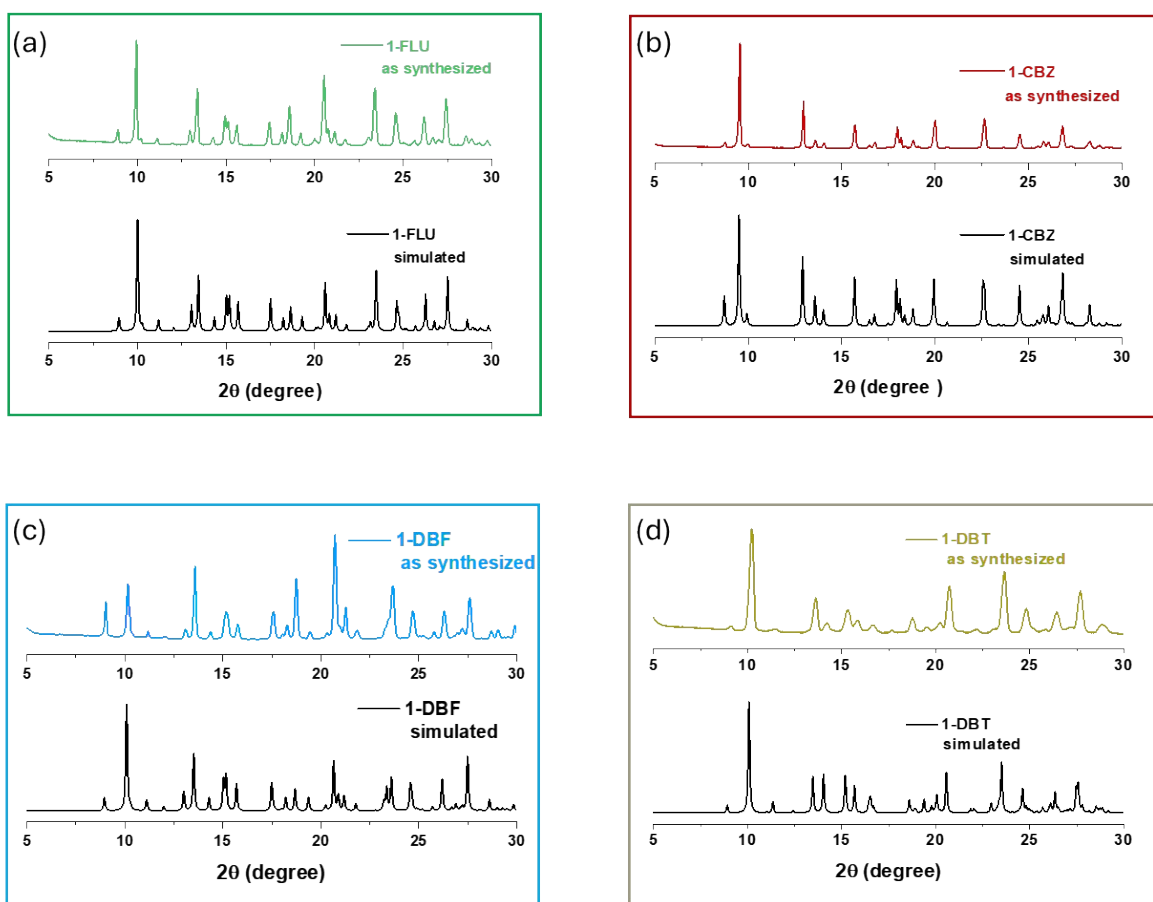 (a)
1-FLU
as synthesized
5 10 15 20 25 30
1-FLU
simulated
5 10 15 20 25 30
2θ (degree)
(b)
1-CBZ
as synthesized
5 10 15 20 25 30
1-CBZ
simulated
5 10 15 20 25 30
2θ (degree )
(c)
1-DBF
as synthesized
5 10 15 20 25 30
1-DBF
simulated
5 10 15 20 25 30
2θ (degree)
(d)
1-DBT
as synthesized
5 10 15 20 25 30
1-DBT
simulated
5 10 15 20 25 30
2θ (degree)